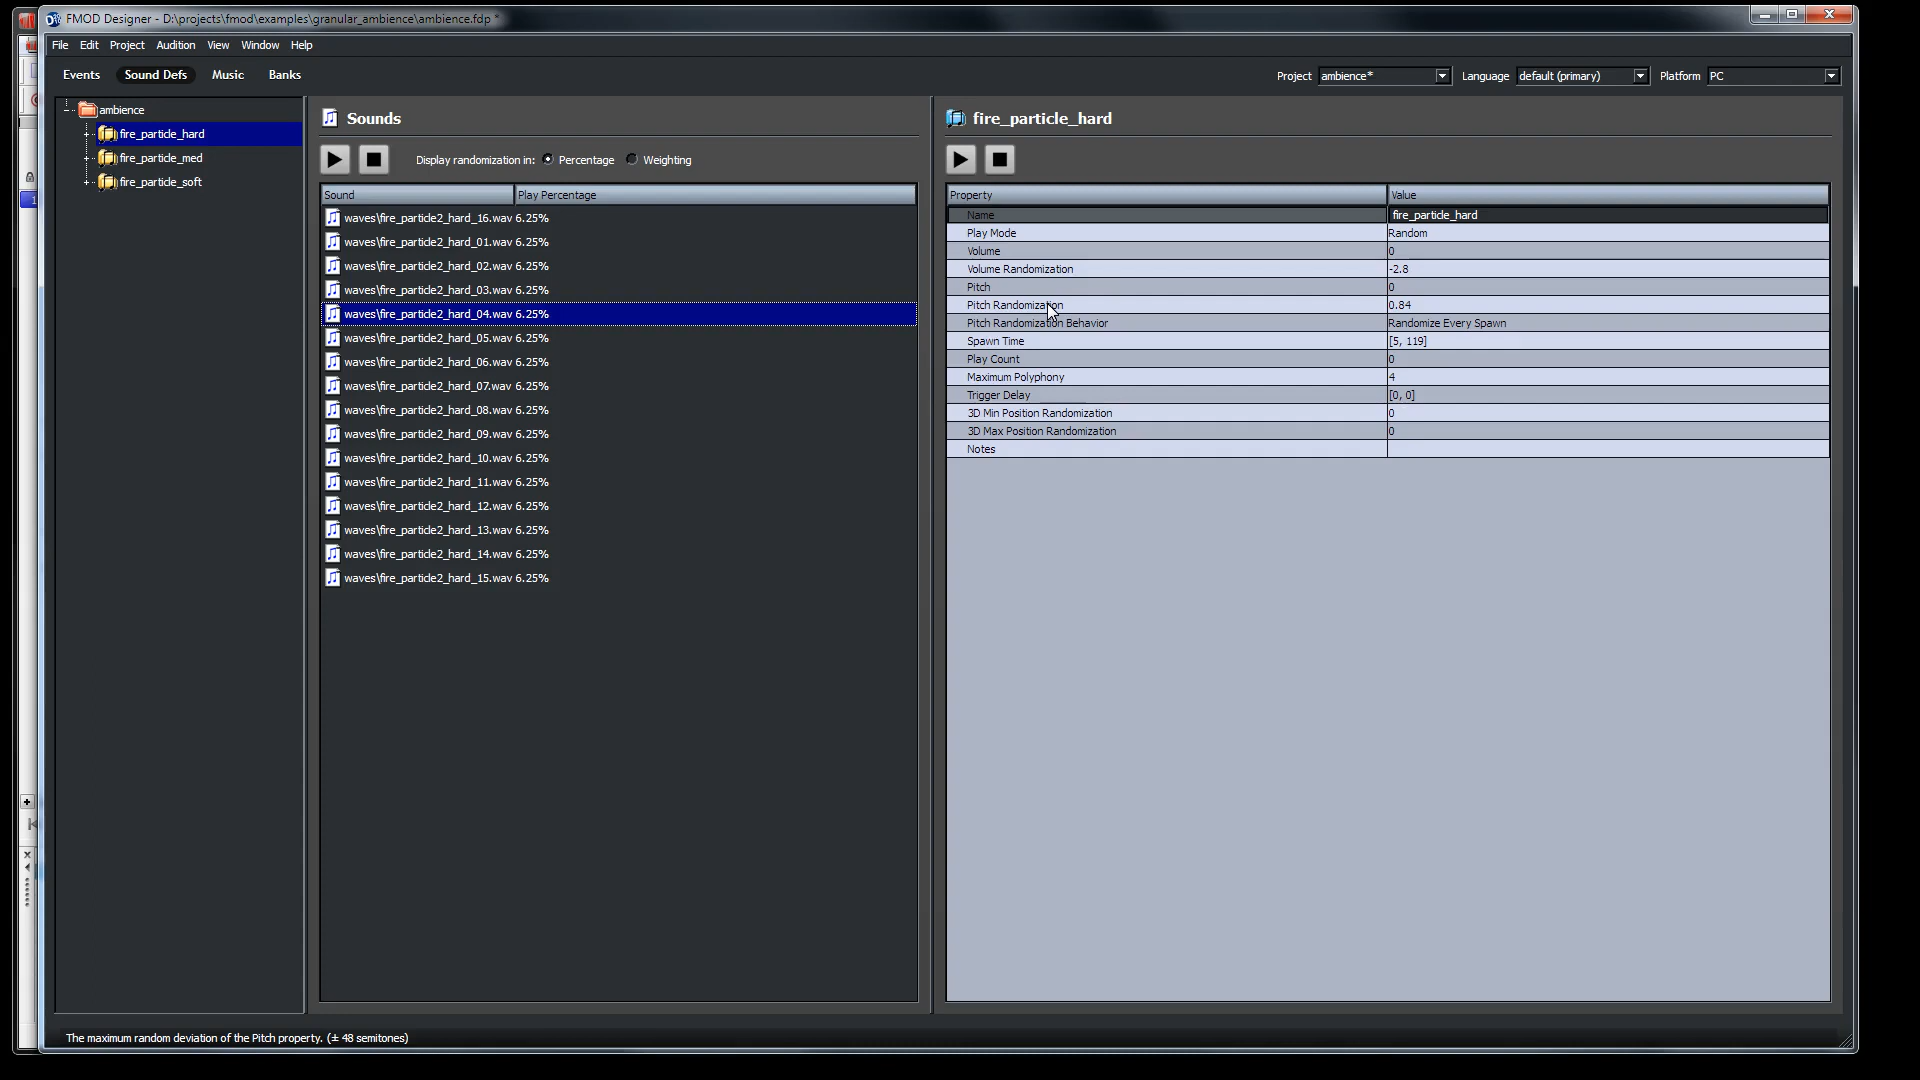 FMOD Designer - D:\projects\fmod\examples\granular_ambience\ambience.fdp *
File Edit Project Audition View Window Help
Events Sound Defs Music Banks
Project ambience* Language default (primary) Platform PC
ambience
fire_particle_hard
fire_particle_med
fire_particle_soft
Sounds
Display randomization in: Percentage Weighting
Sound Play Percentage
waves\fire_particle2_hard_16.wav 6.25%
waves\fire_particle2_hard_01.wav 6.25%
waves\fire_particle2_hard_02.wav 6.25%
waves\fire_particle2_hard_03.wav 6.25%
waves\fire_particle2_hard_04.wav 6.25%
waves\fire_particle2_hard_05.wav 6.25%
waves\fire_particle2_hard_06.wav 6.25%
waves\fire_particle2_hard_07.wav 6.25%
waves\fire_particle2_hard_08.wav 6.25%
waves\fire_particle2_hard_09.wav 6.25%
waves\fire_particle2_hard_10.wav 6.25%
waves\fire_particle2_hard_11.wav 6.25%
waves\fire_particle2_hard_12.wav 6.25%
waves\fire_particle2_hard_13.wav 6.25%
waves\fire_particle2_hard_14.wav 6.25%
waves\fire_particle2_hard_15.wav 6.25%
fire_particle_hard
Property Value
Name fire_particle_hard
Play Mode Random
Volume 0
Volume Randomization -2.8
Pitch 0
Pitch Randomization 0.84
Pitch Randomization Behavior Randomize Every Spawn
Spawn Time [5, 119]
Play Count 0
Maximum Polyphony 4
Trigger Delay [0, 0]
3D Min Position Randomization 0
3D Max Position Randomization 0
Notes
The maximum random deviation of the Pitch property. (± 48 semitones)